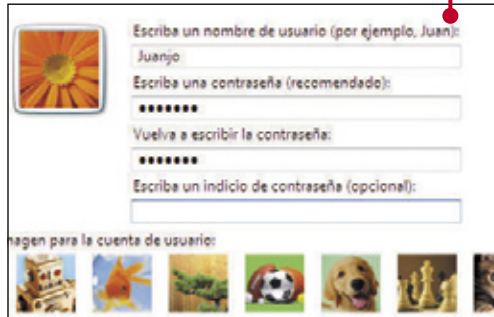 Escriba un nombre de usuario (por ejemplo, Juan):
Juanjo
Escriba una contraseña (recomendado):
•••••••
Vuelva a escribir la contraseña:
•••••••
Escriba un indicio de contraseña (opcional):
magen para la cuenta de usuario: